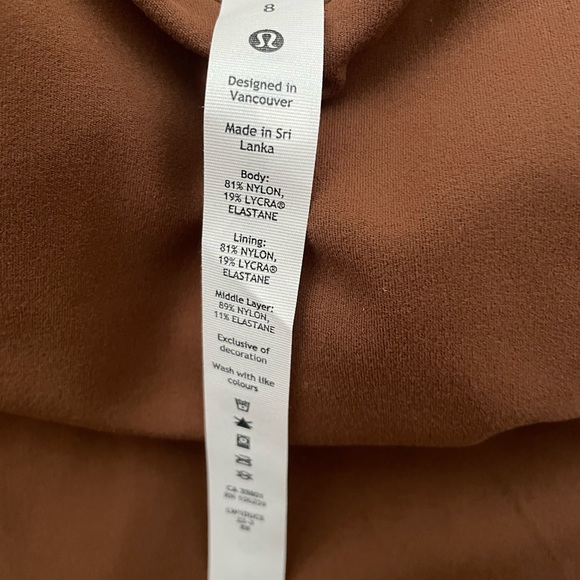 8
Designed in
Vancouver
Made in Sri
Lanka
Body:
81% NYLON,
19% LYCRA®
ELASTANE
Lining:
81% NYLON,
19% LYCRA®
ELASTANE
Middle Layer:
89% NYLON,
11% ELASTANE
Exclusive of
decoration
Wash with like
colours